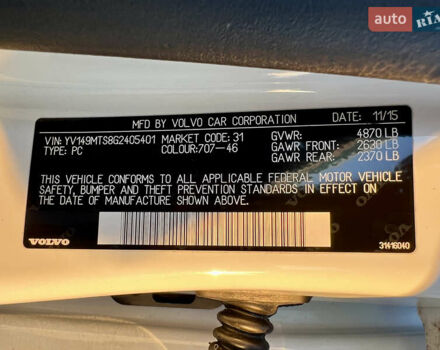 auto.ria.com
MFD BY VOLVO CAR CORPORATION DATE: 11/15
VIN: YV149MTS8G2405401 MARKET CODE: 31 GVWR: 4870 LB
TYPE: PC COLOUR:707-46 GAWR FRONT: 2630 LB
GAWR REAR: 2370 LB
THIS VEHICLE CONFORMS TO ALL APPLICABLE FEDERAL MOTOR VEHICLE
SAFETY, BUMPER AND THEFT PREVENTION STANDARDS IN EFFECT ON
THE DATE OF MANUFACTURE SHOWN ABOVE.
VOLVO 31416040